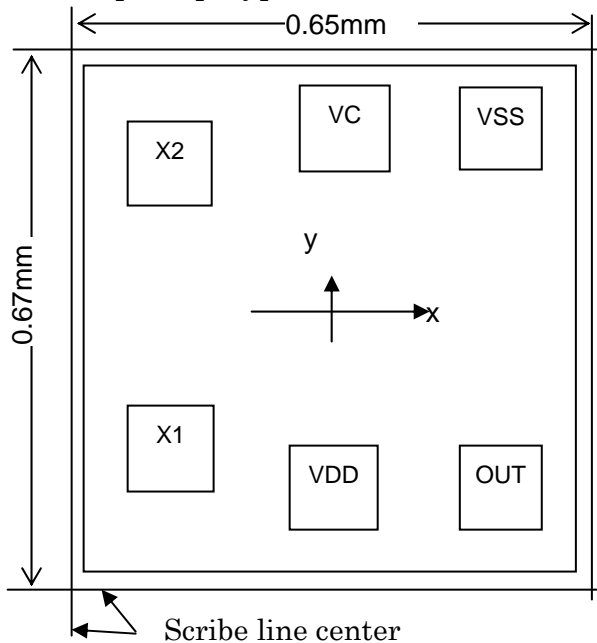 0.65mm
VC
VSS
X2
y
x
0.67mm
X1
VDD
OUT
Scribe line center